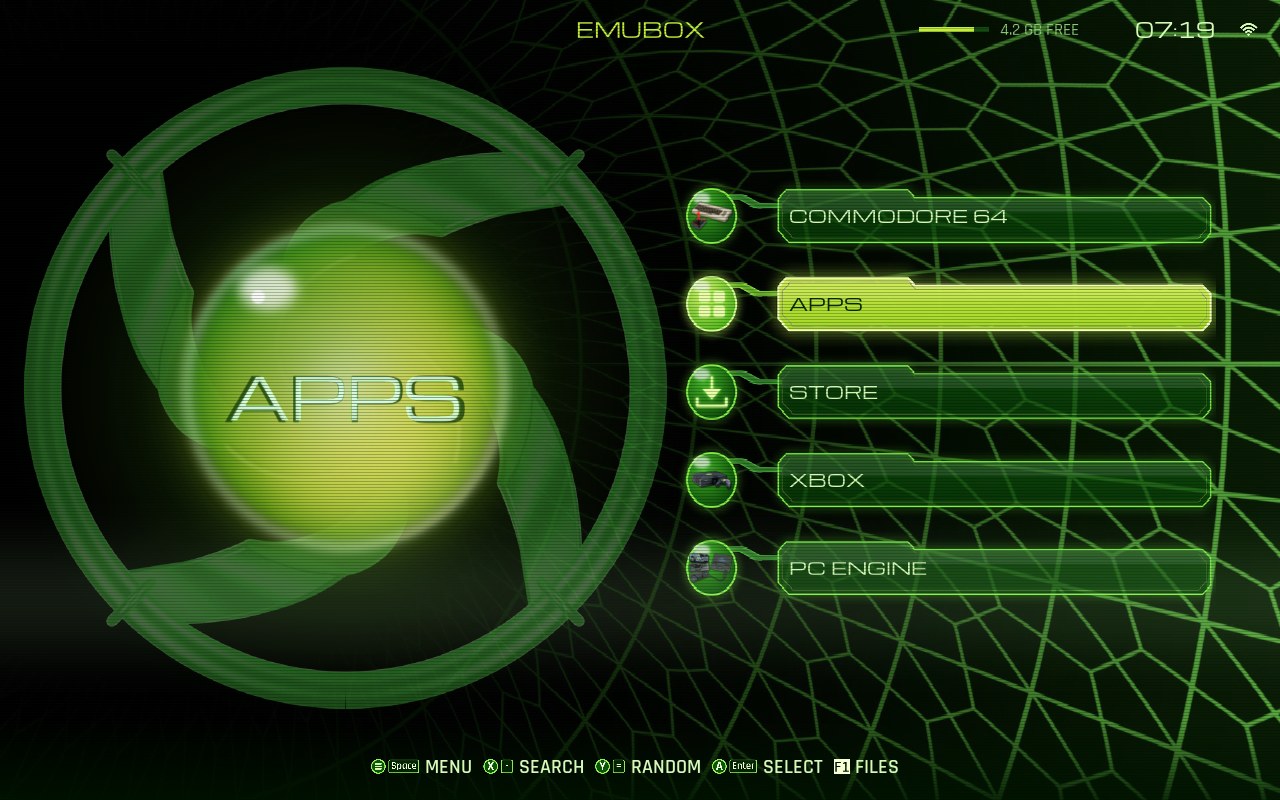 EMUBOX
4.2 GB FREE
07:19
COMMODORE 64
APPS
APPS
STORE
XBOX
PC ENGINE
Space MENU X - SEARCH Y = RANDOM A Enter SELECT F1 FILES